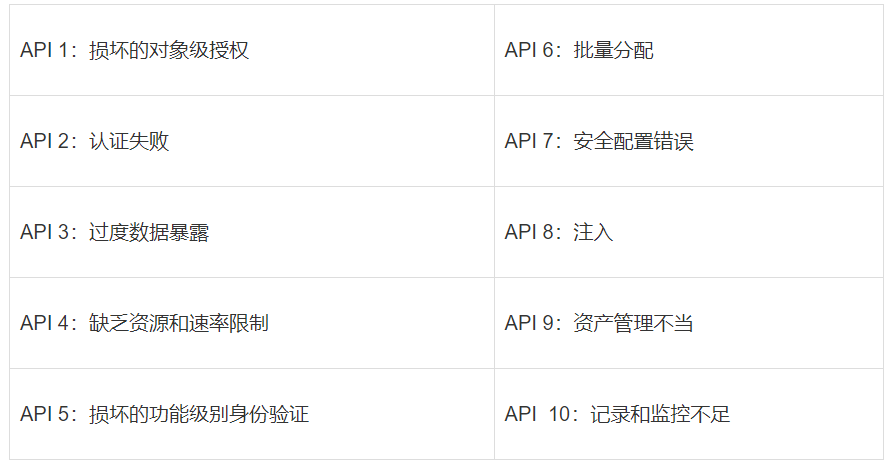 API 1：损坏的对象级授权
API 6：批量分配
API 2：认证失败
API 7：安全配置错误
API 3：过度数据暴露
API 8：注入
API 4：缺乏资源和速率限制
API 9：资产管理不当
API 5：损坏的功能级别身份验证
API  10：记录和监控不足